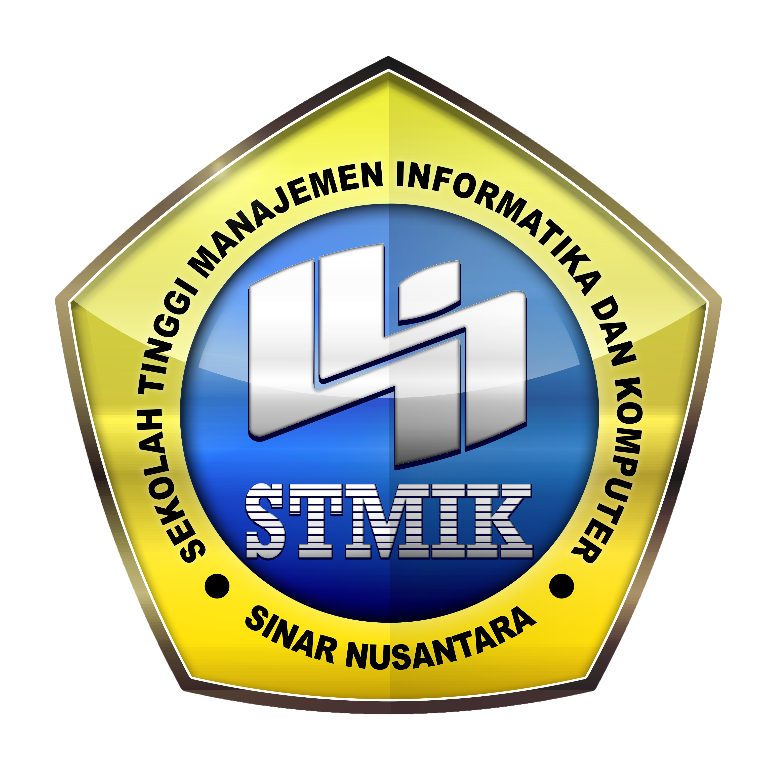 SEKOLAH TINGGI MANAJEMEN INFORMATIKA DAN KOMPUTER
STMIK
SINAR NUSANTARA